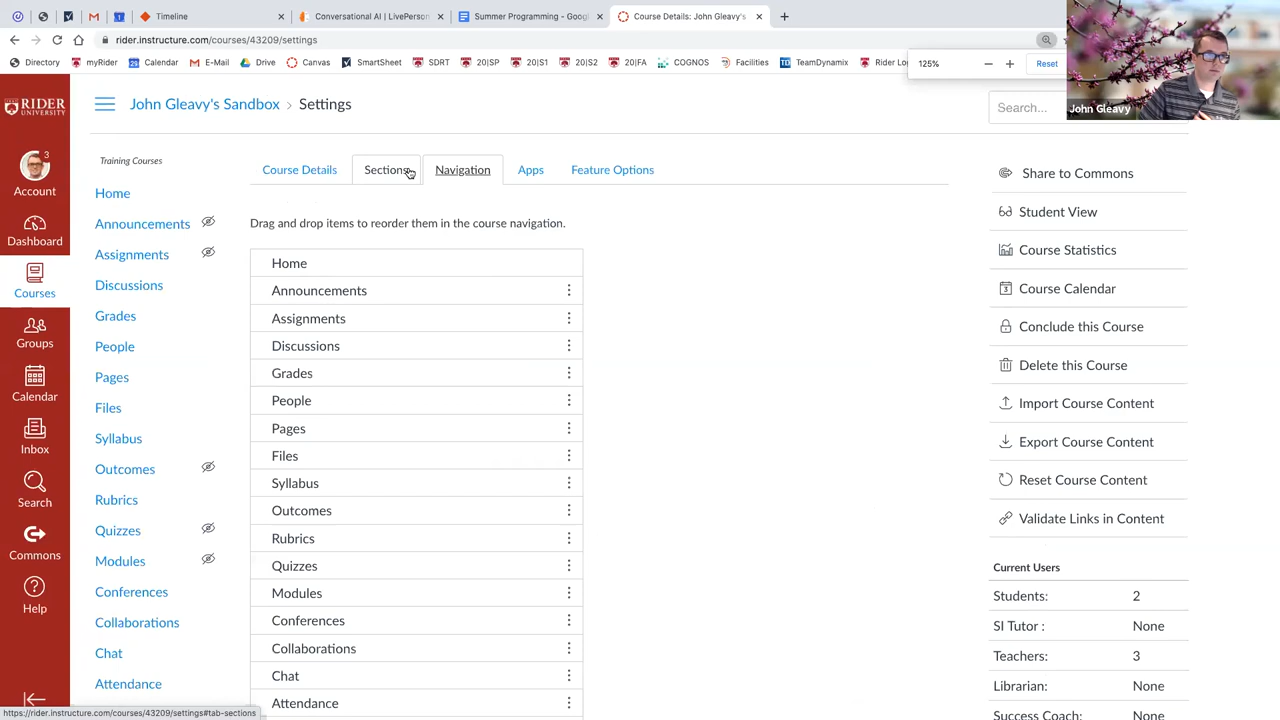 Timeline
Conversational AI | LivePerson
Summer Programming - Googl
Course Details: John Gleavy's
rider.instructure.com/courses/43209/settings
Directory
myRider
Calendar
E-Mail
Drive
Canvas
SmartSheet
SDRT
20|SP
20|S1
20|S2
20|FA
COGNOS
Facilities
TeamDynamix
Rider Lo
125%
Reset
John Gleavy
RIDER
UNIVERSITY
3
Account
Dashboard
Courses
Groups
Calendar
Inbox
Search
Commons
Help
John Gleavy's Sandbox › Settings
Search...
Training Courses
Home
Announcements
Assignments
Discussions
Grades
People
Pages
Files
Syllabus
Outcomes
Rubrics
Quizzes
Modules
Conferences
Collaborations
Chat
Attendance
Course Details
Sections
Navigation
Apps
Feature Options
Drag and drop items to reorder them in the course navigation.
Home
Announcements
Assignments
Discussions
Grades
People
Pages
Files
Syllabus
Outcomes
Rubrics
Quizzes
Modules
Conferences
Collaborations
Chat
Attendance
Share to Commons
Student View
Course Statistics
Course Calendar
Conclude this Course
Delete this Course
Import Course Content
Export Course Content
Reset Course Content
Validate Links in Content
Current Users
Students: 2
SI Tutor : None
Teachers: 3
Librarian: None
Success Coach: None
https://rider.instructure.com/courses/43209/settings#tab-sections